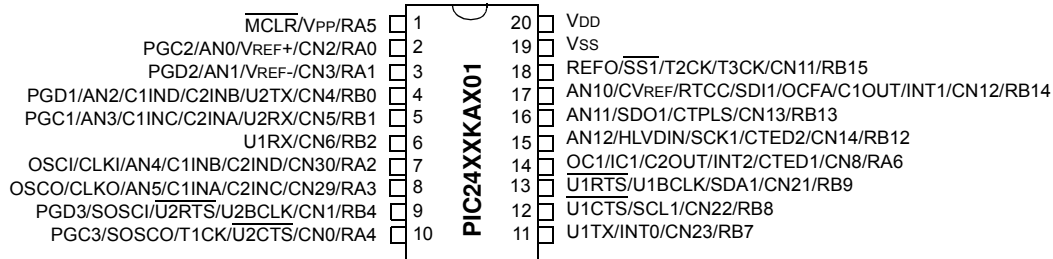 MCLR/VPP/RA5 1 20 VDD
PGC2/AN0/VREF+/CN2/RA0 2 19 VSS
PGD2/AN1/VREF-/CN3/RA1 3 18 REFO/SS1/T2CK/T3CK/CN11/RB15
PGD1/AN2/C1IND/C2INB/U2TX/CN4/RB0 4 17 AN10/CVREF/RTCC/SDI1/OCFA/C1OUT/INT1/CN12/RB14
PGC1/AN3/C1INC/C2INA/U2RX/CN5/RB1 5 16 AN11/SDO1/CTPLS/CN13/RB13
U1RX/CN6/RB2 6 15 AN12/HLVDIN/SCK1/CTED2/CN14/RB12
OSCI/CLKI/AN4/C1INB/C2IND/CN30/RA2 7 14 OC1/IC1/C2OUT/INT2/CTED1/CN8/RA6
OSCO/CLKO/AN5/C1INA/C2INC/CN29/RA3 8 13 U1RTS/U1BCLK/SDA1/CN21/RB9
PGD3/SOSCI/U2RTS/U2BCLK/CN1/RB4 9 12 U1CTS/SCL1/CN22/RB8
PGC3/SOSCO/T1CK/U2CTS/CN0/RA4 10 11 U1TX/INT0/CN23/RB7
PIC24XXKAX01